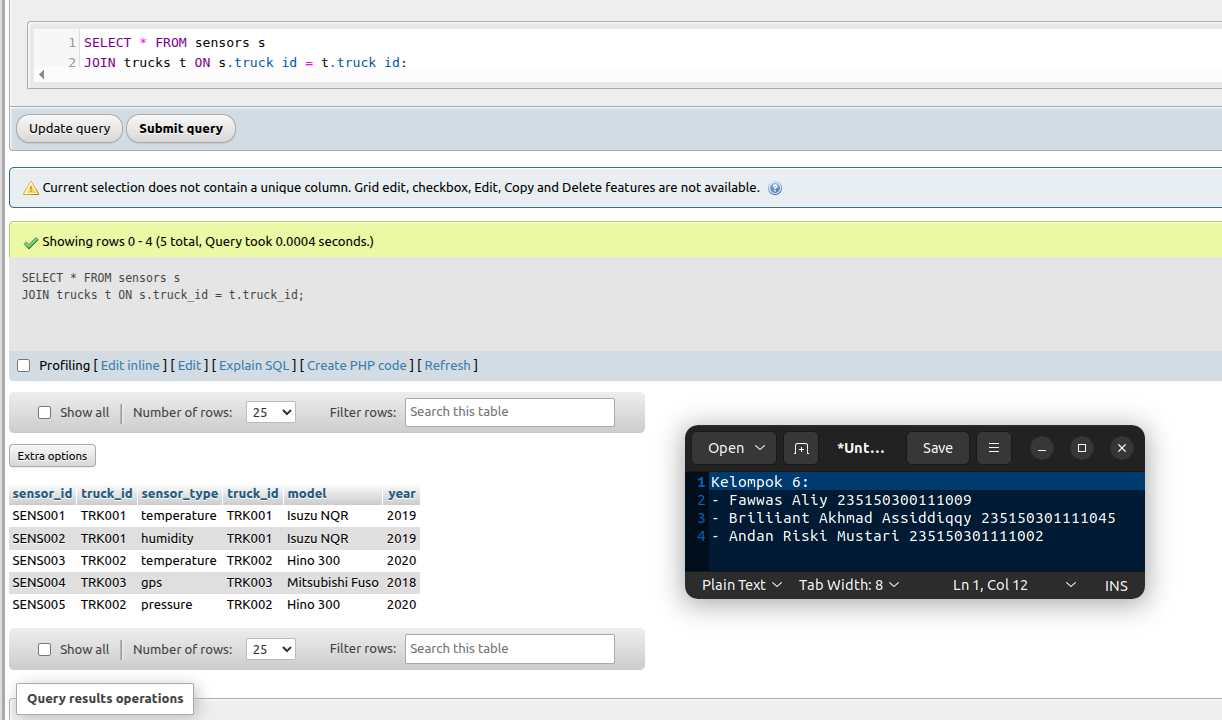 1 SELECT * FROM sensors s
2 JOIN trucks t ON s.truck_id = t.truck_id;
Update query Submit query
Current selection does not contain a unique column. Grid edit, checkbox, Edit, Copy and Delete features are not available.
Showing rows 0 - 4 (5 total, Query took 0.0004 seconds.)
SELECT * FROM sensors s
JOIN trucks t ON s.truck_id = t.truck_id;
Profiling [ Edit inline ] [ Edit ] [ Explain SQL ] [ Create PHP code ] [ Refresh ]
Show all Number of rows: 25 Filter rows: Search this table
Extra options
sensor_id truck_id sensor_type truck_id model year
SENS001 TRK001 temperature TRK001 Isuzu NQR 2019
SENS002 TRK001 humidity TRK001 Isuzu NQR 2019
SENS003 TRK002 temperature TRK002 Hino 300 2020
SENS004 TRK003 gps TRK003 Mitsubishi Fuso 2018
SENS005 TRK002 pressure TRK002 Hino 300 2020
Show all Number of rows: 25 Filter rows: Search this table
Query results operations
Open *Unt... Save
1 Kelompok 6:
2 - Fawwas Aliy 235150300111009
3 - Briliiant Akhmad Assiddiqqy 235150301111045
4 - Andan Riski Mustari 235150301111002
Plain Text Tab Width: 8 Ln 1, Col 12 INS